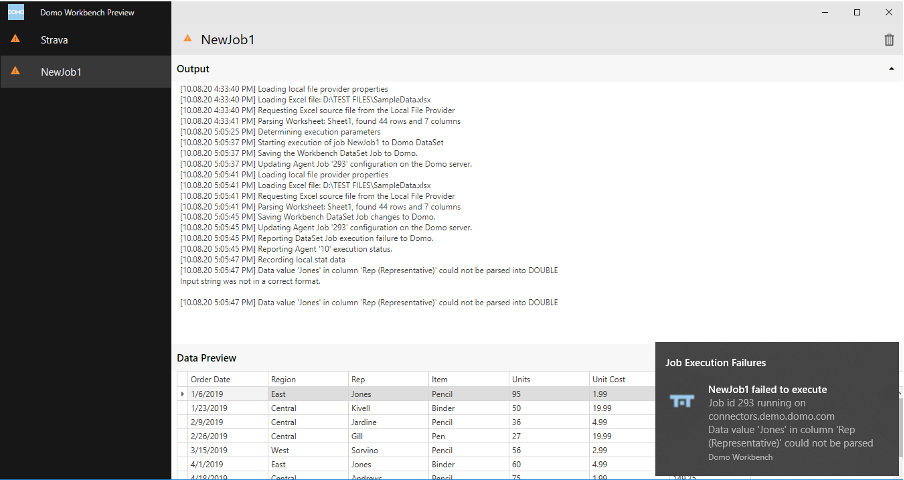 DOMO
Domo Workbench Preview
Strava
NewJob1
NewJob1
Output
[10.08.20 4:33:40 PM] Loading local file provider properties
[10.08.20 4:33:40 PM] Loading Excel file: D:\TEST FILES\SampleData.xlsx
[10.08.20 4:33:40 PM] Requesting Excel source file from the Local File Provider
[10.08.20 4:33:41 PM] Parsing Worksheet: Sheet1, found 44 rows and 7 columns
[10.08.20 5:05:25 PM] Determining execution parameters
[10.08.20 5:05:37 PM] Starting execution of job NewJob1 to Domo DataSet
[10.08.20 5:05:37 PM] Saving the Workbench DataSet Job to Domo.
[10.08.20 5:05:37 PM] Updating Agent Job '293' configuration on the Domo server.
[10.08.20 5:05:41 PM] Loading local file provider properties
[10.08.20 5:05:41 PM] Loading Excel file: D:\TEST FILES\SampleData.xlsx
[10.08.20 5:05:41 PM] Requesting Excel source file from the Local File Provider
[10.08.20 5:05:41 PM] Parsing Worksheet: Sheet1, found 44 rows and 7 columns
[10.08.20 5:05:45 PM] Saving Workbench DataSet Job changes to Domo.
[10.08.20 5:05:45 PM] Updating Agent Job '293' configuration on the Domo server.
[10.08.20 5:05:45 PM] Reporting DataSet Job execution failure to Domo.
[10.08.20 5:05:45 PM] Reporting Agent '10' execution status.
[10.08.20 5:05:47 PM] Recording local stat data
[10.08.20 5:05:47 PM] Data value 'Jones' in column 'Rep (Representative)' could not be parsed into DOUBLE
Input string was not in a correct format.
[10.08.20 5:05:47 PM] Data value 'Jones' in column 'Rep (Representative)' could not be parsed into DOUBLE
Data Preview
Order Date Region Rep Item Units Unit Cost
1/6/2019 East Jones Pencil 95 1.99
1/23/2019 Central Kivell Binder 50 19.99
2/9/2019 Central Jardine Pencil 36 4.99
2/26/2019 Central Gill Pen 27 19.99
3/15/2019 West Sorvino Pencil 56 2.99
4/1/2019 East Jones Binder 60 4.99
4/18/2019 Central Andrews Pencil 75 1.99 149.25
Job Execution Failures
NewJob1 failed to execute
Job id 293 running on
connectors.demo.domo.com
Data value 'Jones' in column 'Rep
(Representative)' could not be parsed
Domo Workbench